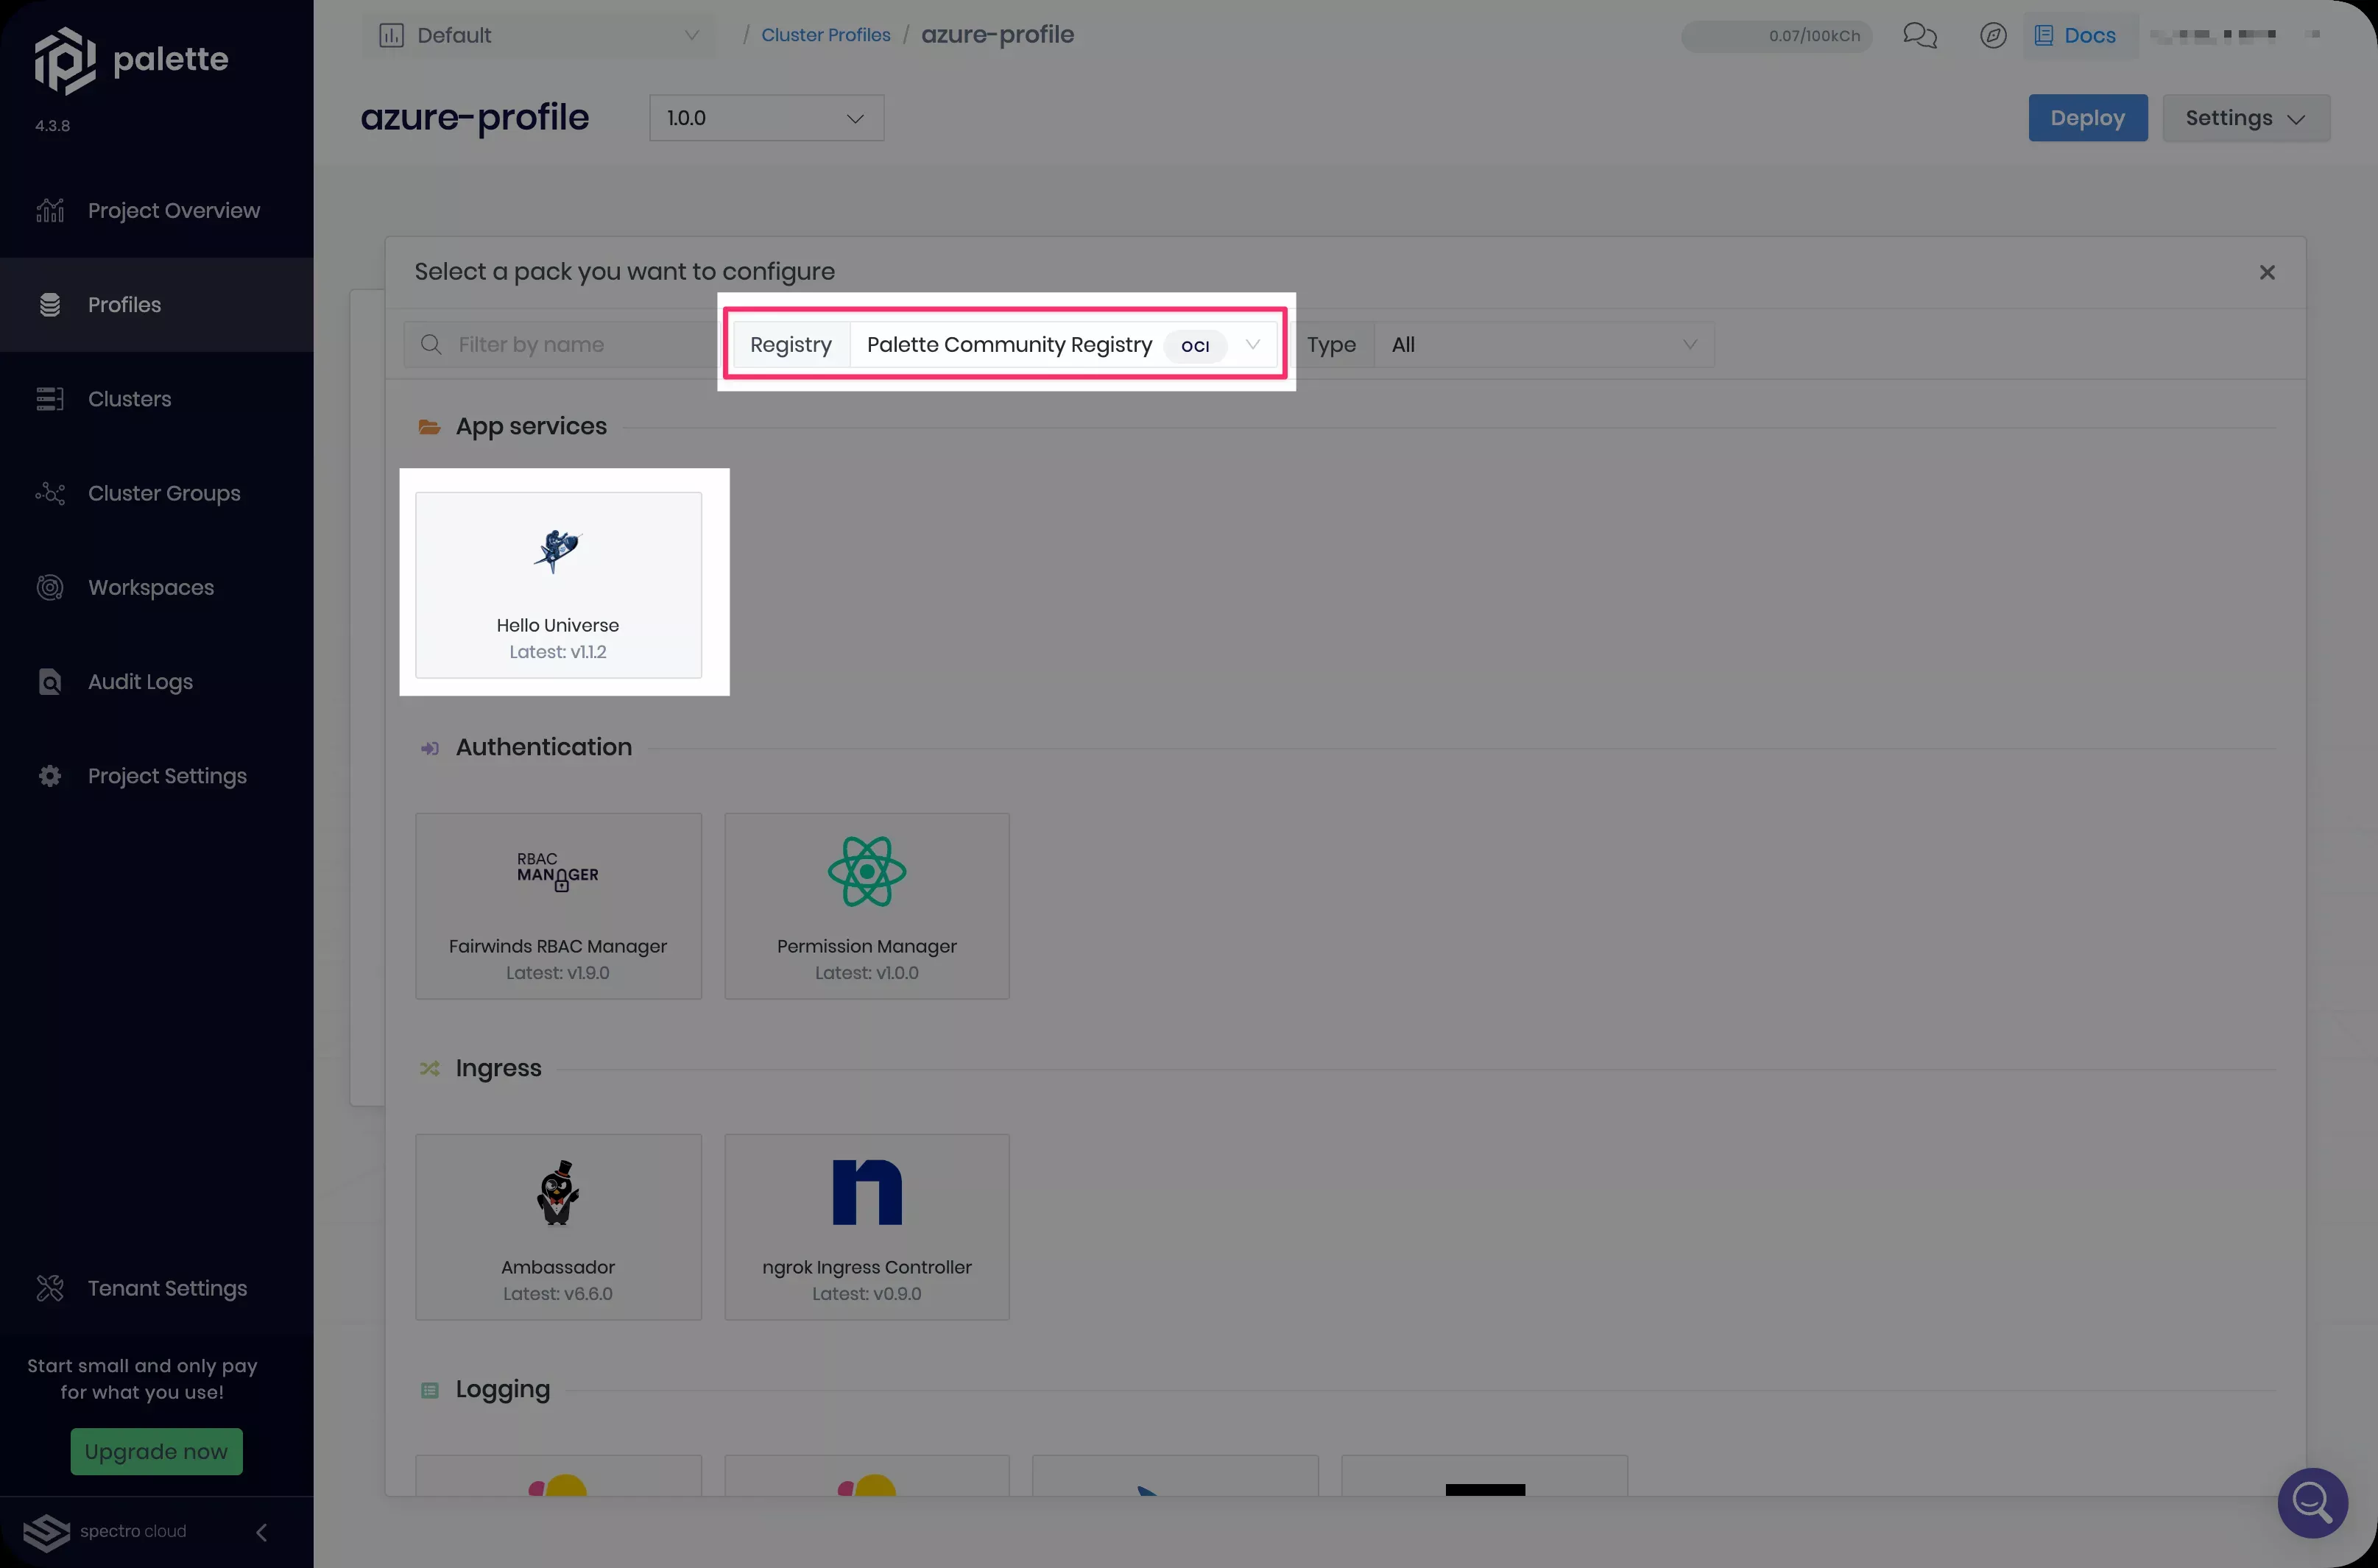 palette
4.3.8
Project Overview
Profiles
Clusters
Cluster Groups
Workspaces
Audit Logs
Project Settings
Tenant Settings
Start small and only pay
for what you use!
Upgrade now
spectro cloud
Default / Cluster Profiles / azure-profile
0.07/100kCh
Docs
azure-profile
1.0.0
Deploy
Settings
Select a pack you want to configure
Filter by name
Registry Palette Community Registry OCI
Type All
App services
Hello Universe
Latest: v1.1.2
Authentication
RBAC
MANAGER
Fairwinds RBAC Manager
Latest: v1.9.0
Permission Manager
Latest: v1.0.0
Ingress
Ambassador
Latest: v6.6.0
n
ngrok Ingress Controller
Latest: v0.9.0
Logging